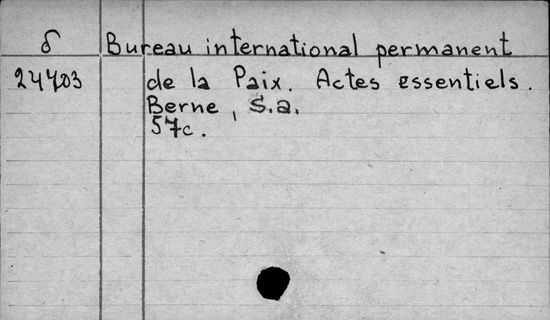 б Bureau international permanent
24403 de la Paix. Actes essentiels.
Berne, s.a.
57c.